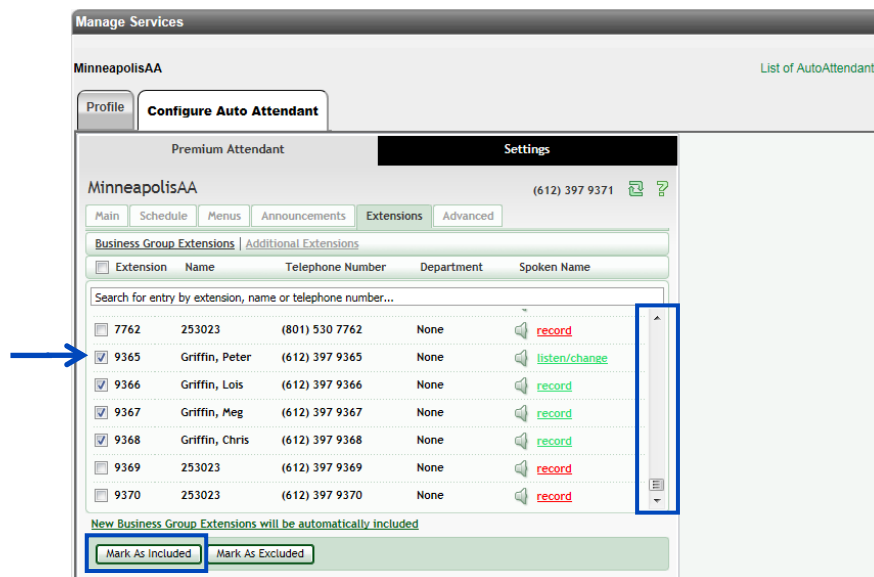 Manage Services
MinneapolisAA List of AutoAttendant
Profile Configure Auto Attendant
Premium Attendant Settings
MinneapolisAA (612) 397 9371
Main Schedule Menus Announcements Extensions Advanced
Business Group Extensions | Additional Extensions
Extension Name Telephone Number Department Spoken Name
Search for entry by extension, name or telephone number...
7762 253023 (801) 530 7762 None record
9365 Griffin, Peter (612) 397 9365 None listen/change
9366 Griffin, Lois (612) 397 9366 None record
9367 Griffin, Meg (612) 397 9367 None record
9368 Griffin, Chris (612) 397 9368 None record
9369 253023 (612) 397 9369 None record
9370 253023 (612) 397 9370 None record
New Business Group Extensions will be automatically included
Mark As Included Mark As Excluded